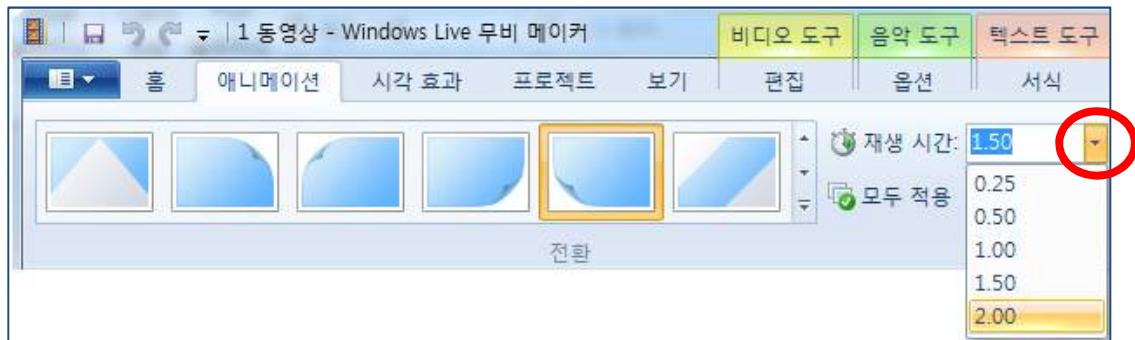 1 동영상 - Windows Live 무비 메이커 비디오 도구 음악 도구 텍스트 도구
홈 애니메이션 시각 효과 프로젝트 보기 편집 옵션 서식
재생 시간: 1.50
모두 적용
전환
0.25
0.50
1.00
1.50
2.00